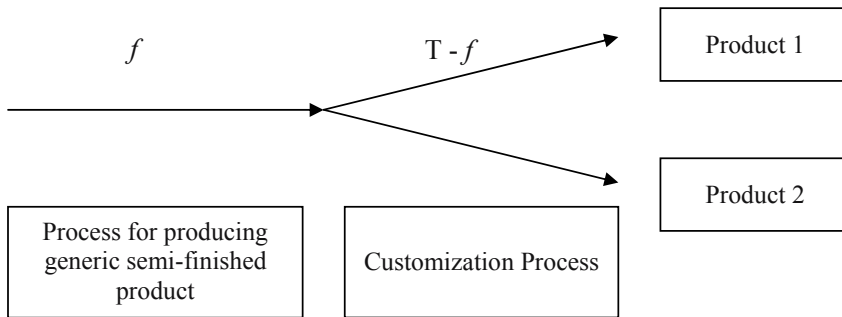 f
T - f
Product 1
Product 2
Process for producing
generic semi-finished
product
Customization Process